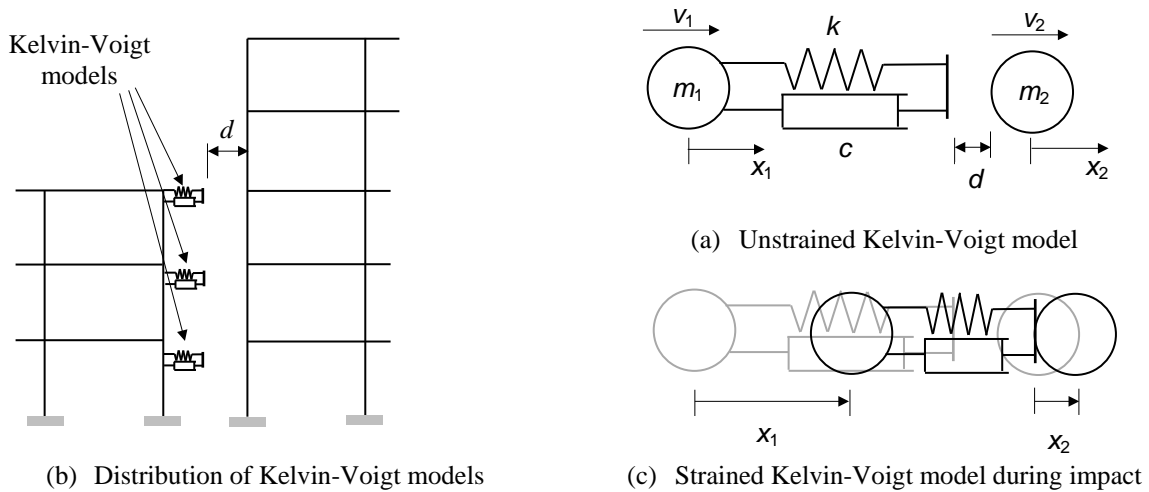 Kelvin-Voigt
models
d
(b) Distribution of Kelvin-Voigt models
v1
k
v2
m1
m2
c
x1
d
x2
(a) Unstrained Kelvin-Voigt model
x1
x2
(c) Strained Kelvin-Voigt model during impact